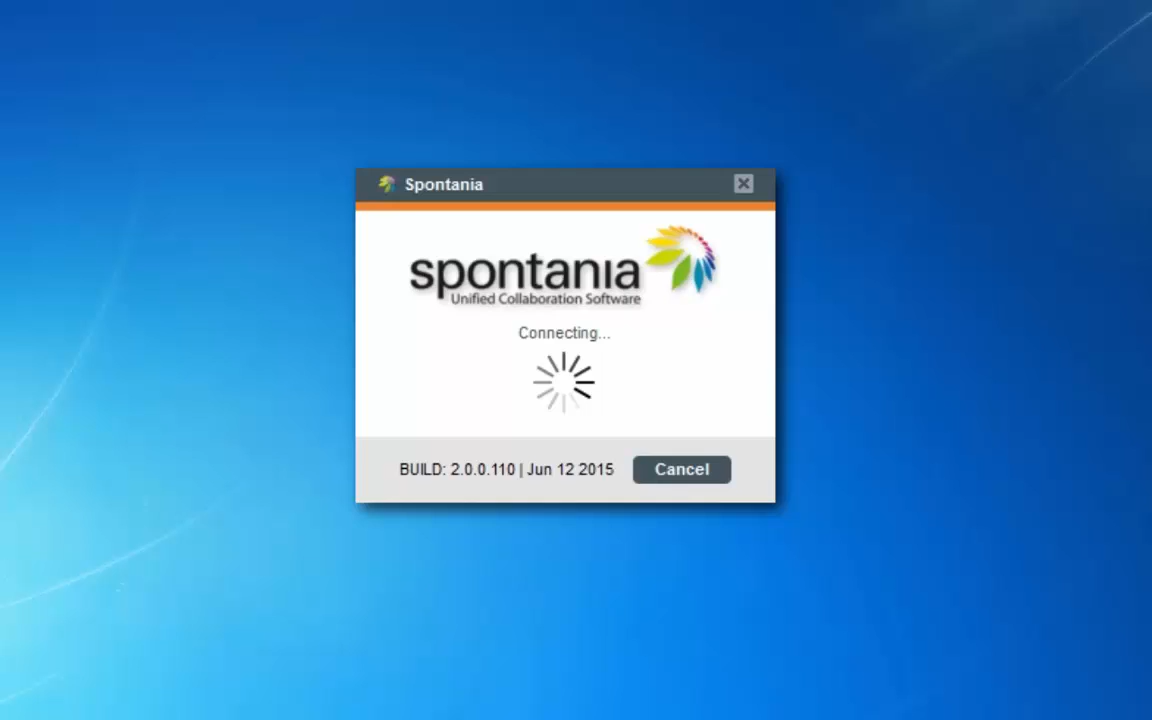 Spontania
spontania
Unified Collaboration Software
Connecting...
BUILD: 2.0.0.110 | Jun 12 2015
Cancel